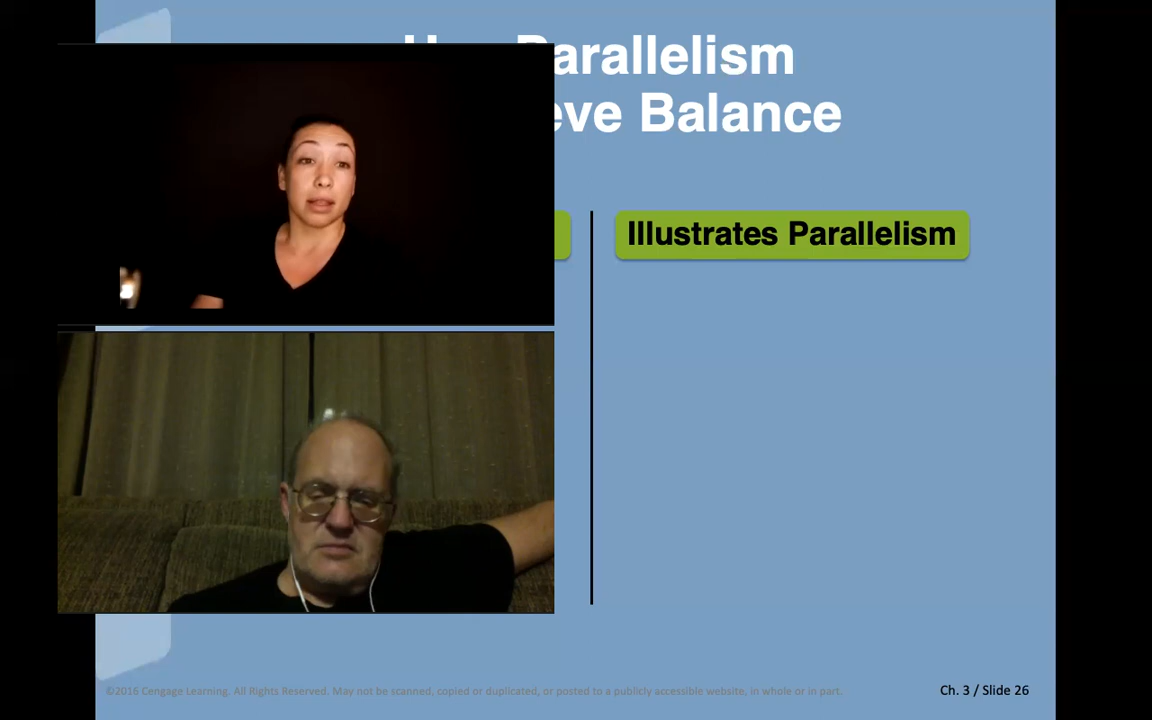 Parallelism
eve Balance
Illustrates Parallelism
©2016 Cengage Learning. All Rights Reserved. May not be scanned, copied or duplicated, or posted to a publicly accessible website, in whole or in part.
Ch. 3 / Slide 26